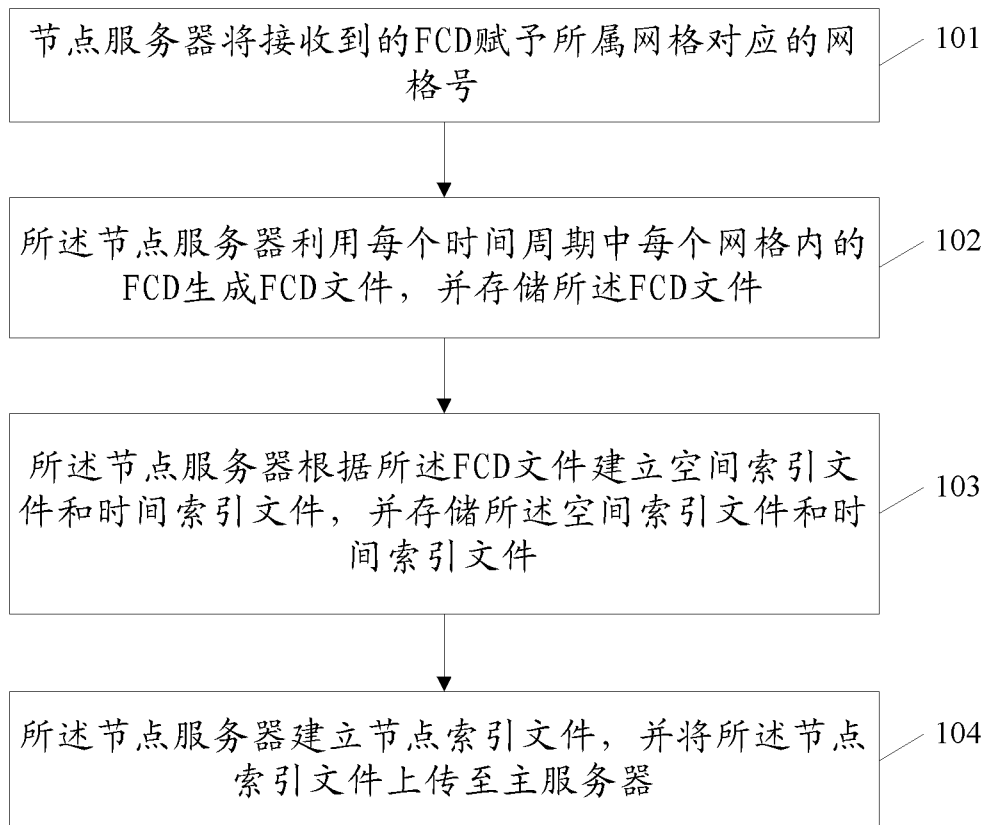 节点服务器将接收到的FCD赋予所属网格对应的网
格号
101
所述节点服务器利用每个时间周期中每个网格内的
FCD生成FCD文件，并存储所述FCD文件
102
所述节点服务器根据所述FCD文件建立空间索引文
件和时间索引文件，并存储所述空间索引文件和时
间索引文件
103
所述节点服务器建立节点索引文件，并将所述节点
索引文件上传至主服务器
104